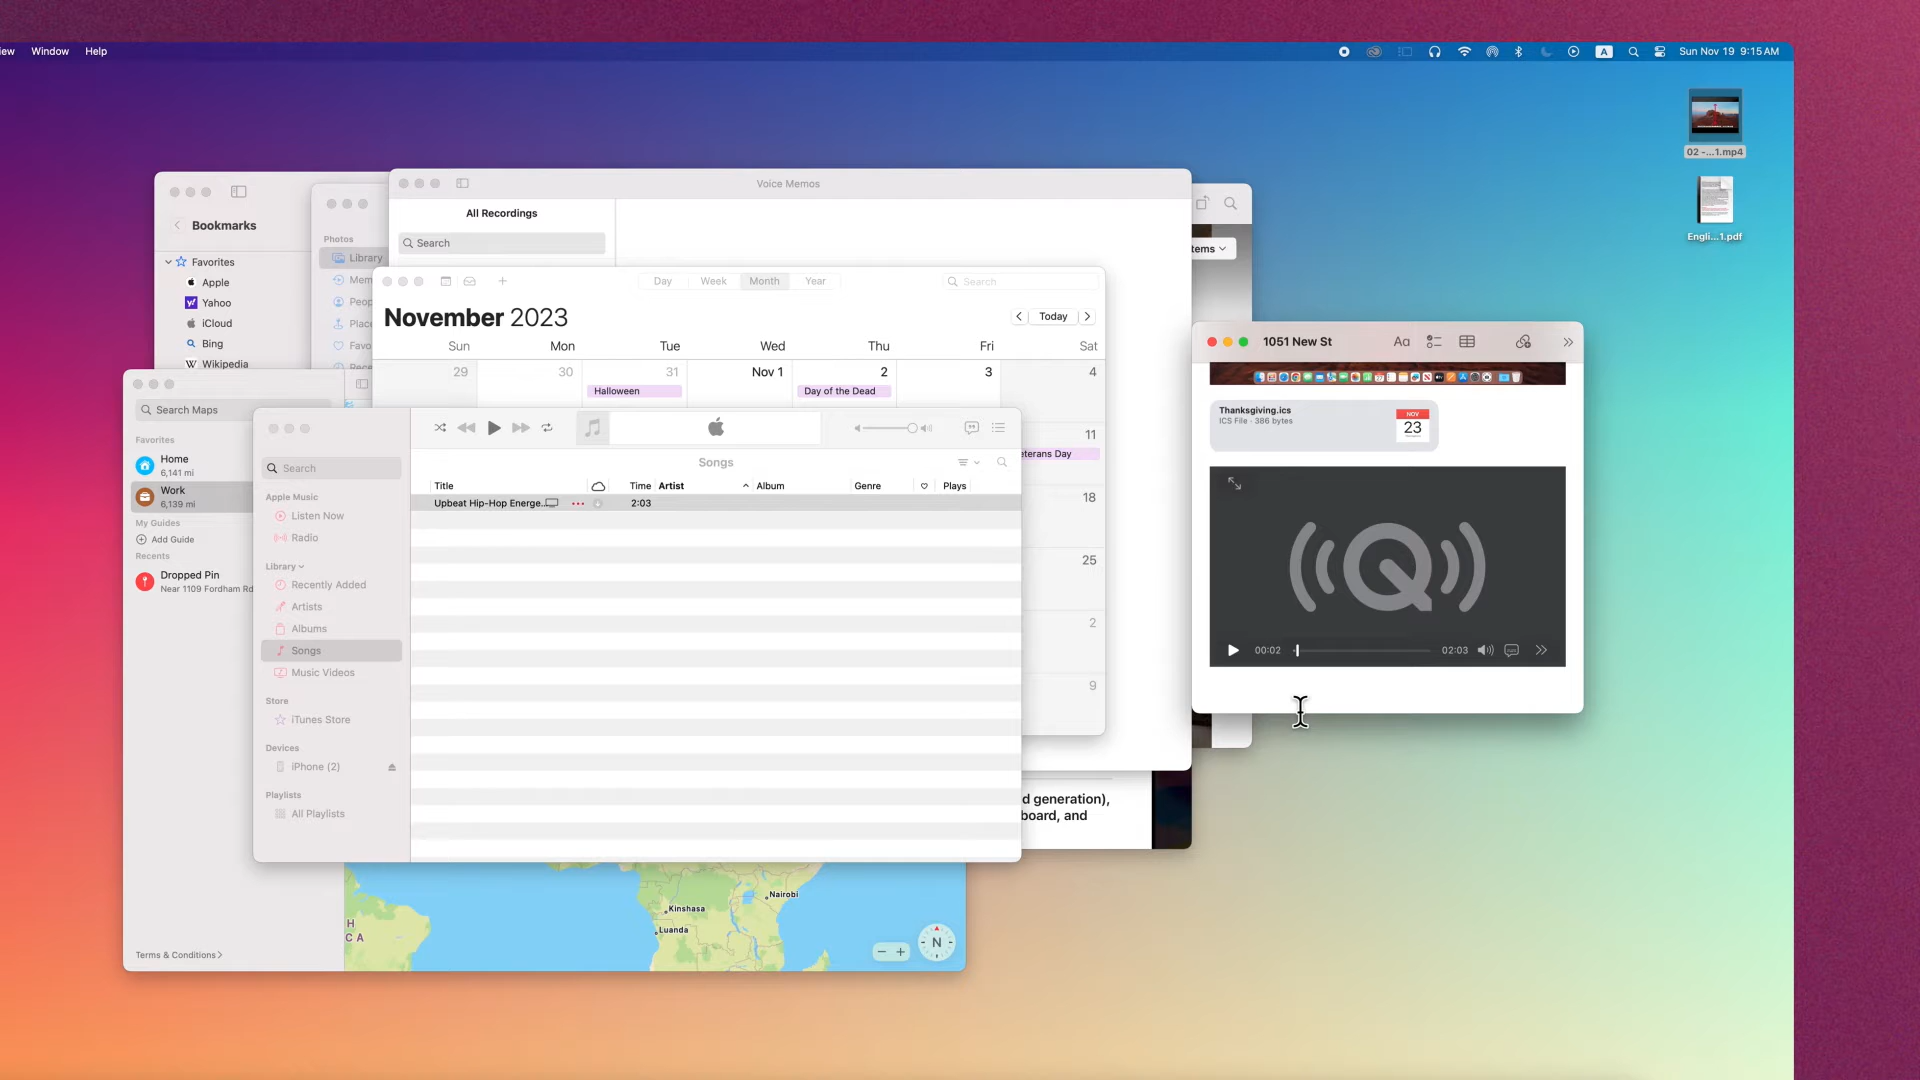 iew Window Help
A Sun Nov 19 9:15 AM
02 -...1.mp4
Engli...1.pdf
Bookmarks
Favorites
Apple
Yahoo
iCloud
Bing
Wikipedia
Photos
Library
Mem
Peop
Place
Favo
Rece
Voice Memos
All Recordings
Search
tems
Day Week Month Year
Search
November 2023
Today
Sun Mon Tue Wed Thu Fri Sat
29 30 31 Nov 1 2 3 4
Halloween Day of the Dead
11
eterans Day
18
25
2
9
Search Maps
Favorites
Home
6,141 mi
Work
6,139 mi
My Guides
Add Guide
Recents
Dropped Pin
Near 1109 Fordham Rd
Terms & Conditions
Search
Apple Music
Listen Now
Radio
Library
Recently Added
Artists
Albums
Songs
Music Videos
Store
iTunes Store
Devices
iPhone (2)
Playlists
All Playlists
Songs
Title Time Artist Album Genre Plays
Upbeat Hip-Hop Energe... 2:03
d generation),
board, and
H
CA
Kinshasa
Luanda
Nairobi
N
1051 New St
Aa
Thanksgiving.ics
ICS File · 386 bytes
NOV
23
00:02 02:03